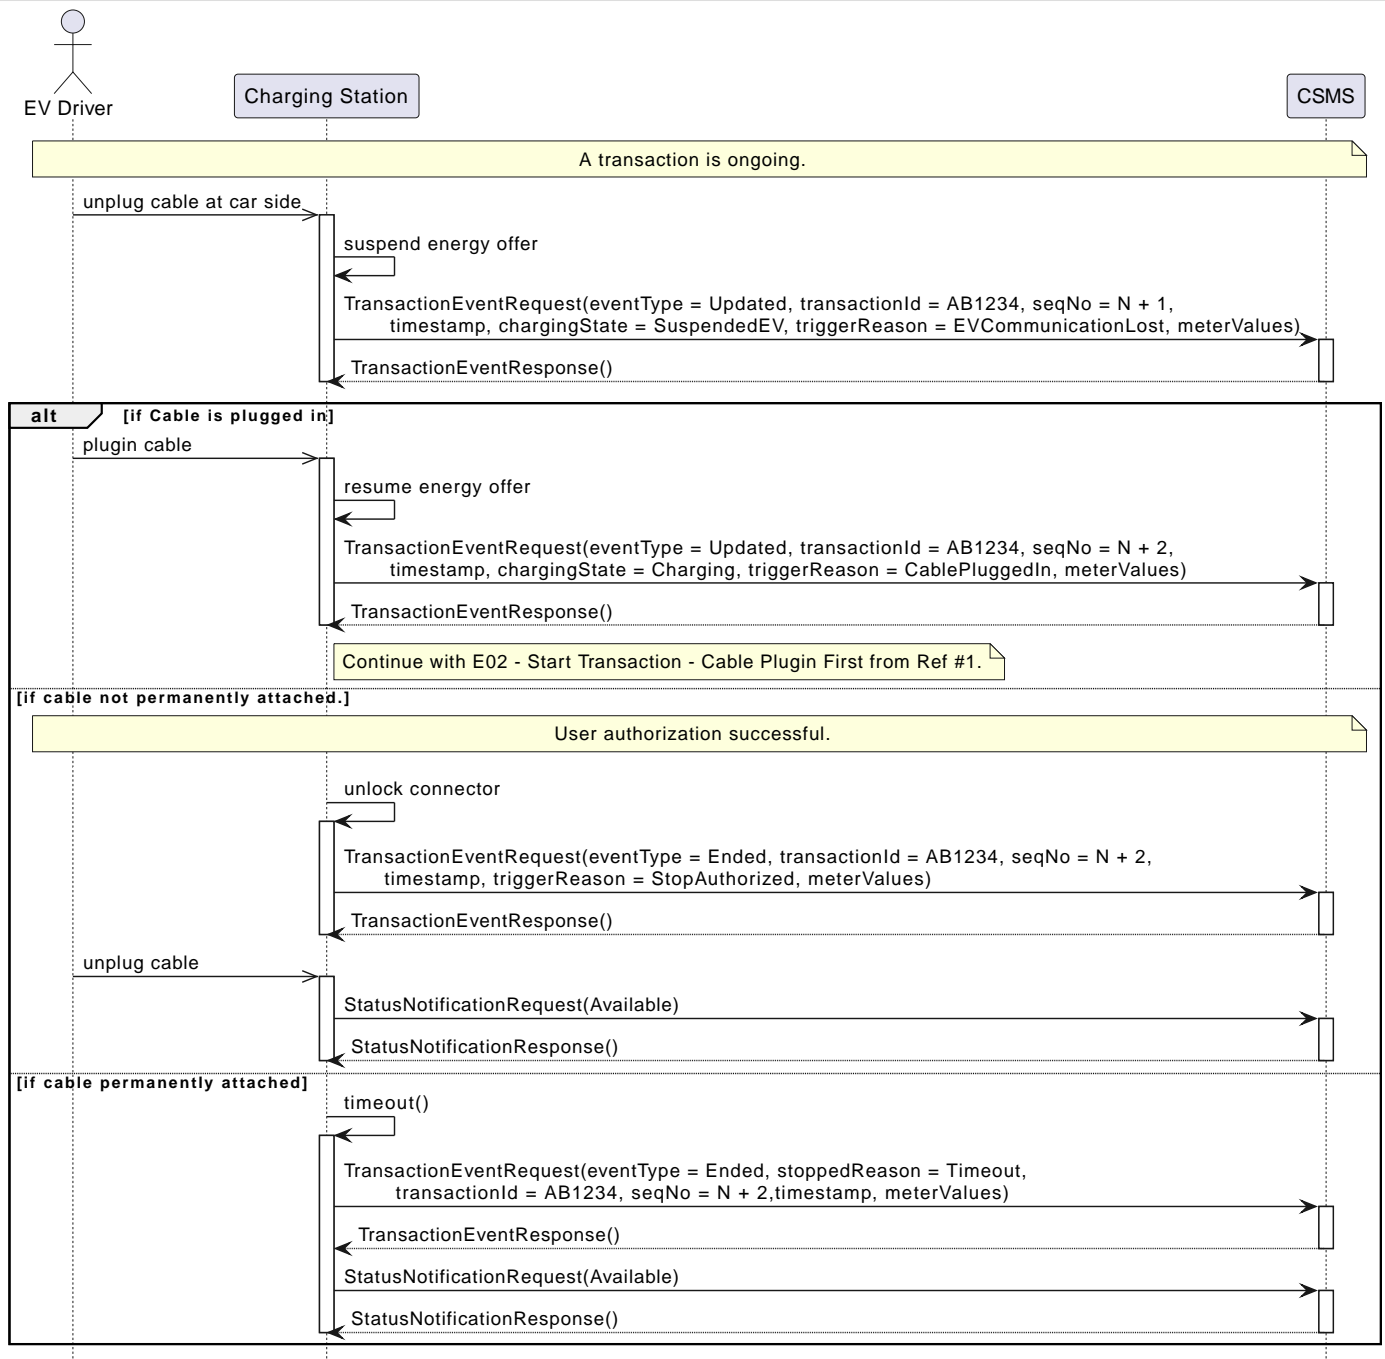 EV Driver
Charging Station
CSMS
A transaction is ongoing.
unplug cable at car side
suspend energy offer
TransactionEventRequest(eventType = Updated, transactionId = AB1234, seqNo = N + 1,
timestamp, chargingState = SuspendedEV, triggerReason = EVCommunicationLost, meterValues)
TransactionEventResponse()
alt
[if Cable is plugged in]
plugin cable
resume energy offer
TransactionEventRequest(eventType = Updated, transactionId = AB1234, seqNo = N + 2,
timestamp, chargingState = Charging, triggerReason = CablePluggedIn, meterValues)
TransactionEventResponse()
Continue with E02 - Start Transaction - Cable Plugin First from Ref #1.
[if cable not permanently attached.]
User authorization successful.
unlock connector
TransactionEventRequest(eventType = Ended, transactionId = AB1234, seqNo = N + 2,
timestamp, triggerReason = StopAuthorized, meterValues)
TransactionEventResponse()
unplug cable
StatusNotificationRequest(Available)
StatusNotificationResponse()
[if cable permanently attached]
timeout()
TransactionEventRequest(eventType = Ended, stoppedReason = Timeout,
transactionId = AB1234, seqNo = N + 2,timestamp, meterValues)
TransactionEventResponse()
StatusNotificationRequest(Available)
StatusNotificationResponse()